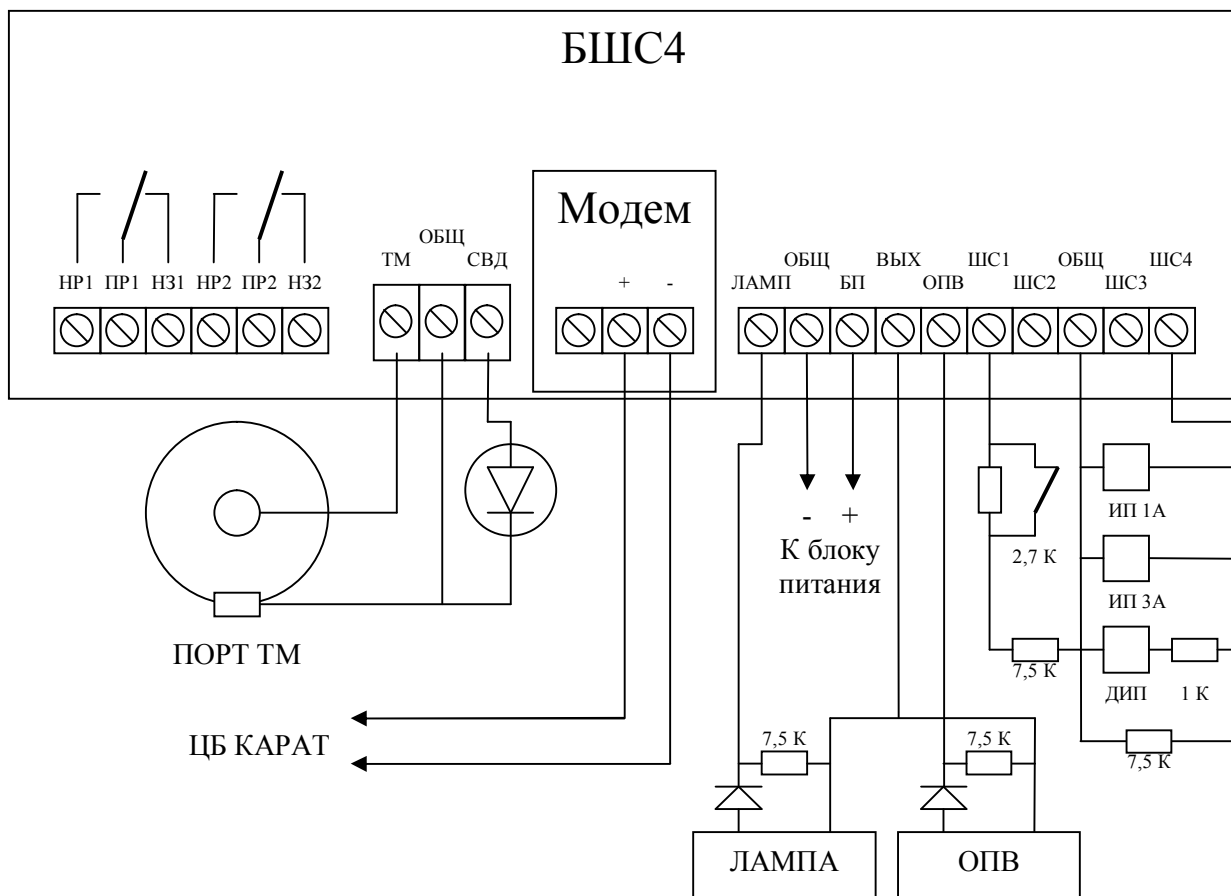 БШС4
Модем
ОБЩ
ТМ СВД
НР1 ПР1 НЗ1 НР2 ПР2 НЗ2
+ -
ОБЩ ВЫХ ШС1 ОБЩ ШС4
ЛАМП БП ОПВ ШС2 ШС3
- +
К блоку
питания
ИП 1А
2,7 К
ИП 3А
ПОРТ ТМ
7,5 К
ДИП 1 К
ЦБ КАРАТ
7,5 К 7,5 К
7,5 К
ЛАМПА ОПВ